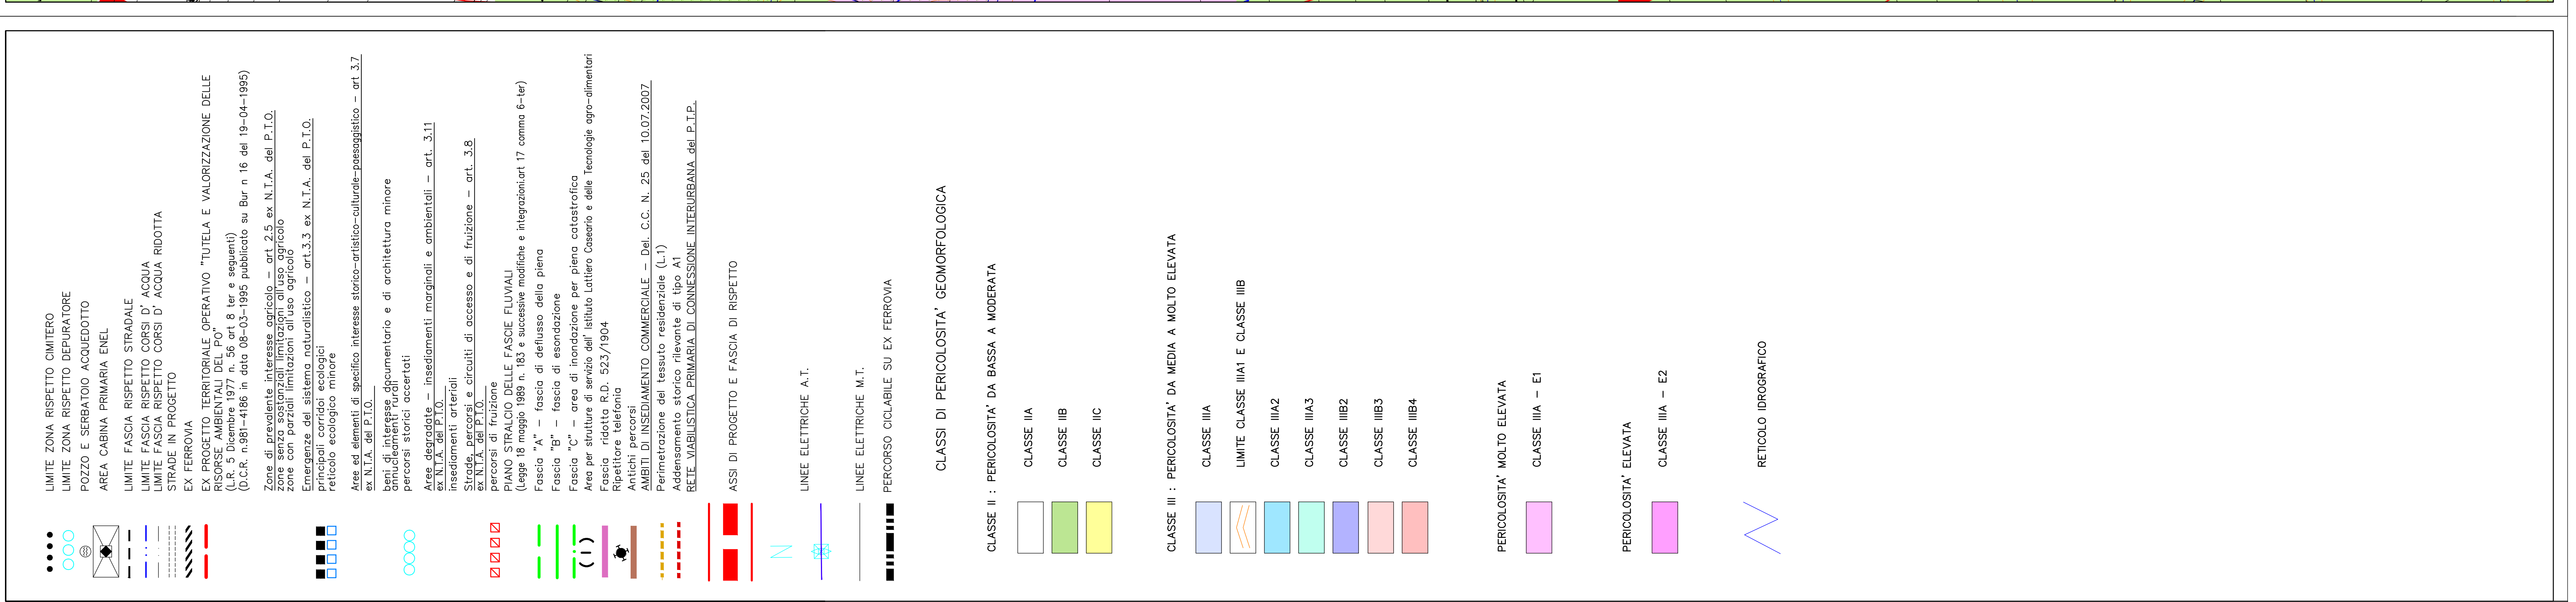 LIMITE ZONA RISPETTO CIMITERO
LIMITE ZONA RISPETTO DEPURATORE
POZZO E SERBATOIO ACQUEDOTTO
AREA CABINA PRIMARIA ENEL
LIMITE FASCIA RISPETTO STRADALE
LIMITE FASCIA RISPETTO CORSI D' ACQUA
LIMITE FASCIA RISPETTO CORSI D' ACQUA RIDOTTA
STRADE IN PROGETTO
EX FERROVIA
EX PROGETTO TERRITORIALE OPERATIVO "TUTELA E VALORIZZAZIONE DELLE
RISORSE AMBIENTALI DEL PO"
(L.R. 5 Dicembre 1977 n. 56 art 8 ter e seguenti)
(D.C.R. n.981-4186 in data 08-03-1995 pubblicato su Bur n 16 del 19-04-1995)
Zone di prevalente interesse agricolo - art 2.5 ex N.T.A. del P.T.O.
zone senza sostanziali limitazioni all'uso agricolo
zone con parziali limitazioni all'uso agricolo
Emergenze del sistema naturalistico - art.3.3 ex N.T.A. del P.T.O.
principali corridoi ecologici
reticolo ecologico minore
Aree ed elementi di specifico interesse storico-artistico-culturale-paesaggistico - art 3.7
ex N.T.A. del P.T.O.
beni di interesse documentario e di architettura minore
annucleamenti rurali
percorsi storici accertati
Aree degradate - insediamenti marginali e ambientali - art. 3.11
ex N.T.A. del P.T.O.
insediamenti arteriali
Strade, percorsi e circuiti di accesso e di fruizione - art. 3.8
ex N.T.A. del P.T.O.
percorsi di fruizione
PIANO STRALCIO DELLE FASCIE FLUVIALI
(Legge 18 maggio 1989 n. 183 e successive modifiche e integrazioni.art 17 comma 6-ter)
Fascia "A" - fascia di deflusso della piena
Fascia "B" - fascia di esondazione
Fascia "C" - area di inondazione per piena catastrofica
Area per strutture di servizio dell' Istituto Lattiero Caseario e delle Tecnologie agro-alimentari
Fascia ridotta R.D. 523/1904
Ripetitore telefonia
Antichi percorsi
AMBITI DI INSEDIAMENTO COMMERCIALE - Del. C.C. N. 25 del 10.07.2007
Perimetrazione del tessuto residenziale (L.1)
Addensamento storico rilevante di tipo A1
RETE VIABILISTICA PRIMARIA DI CONNESSIONE INTERURBANA del P.T.P.
ASSI DI PROGETTO E FASCIA DI RISPETTO
LINEE ELETTRICHE A.T.
LINEE ELETTRICHE M.T.
PERCORSO CICLABILE SU EX FERROVIA
CLASSI DI PERICOLOSITA' GEOMORFOLOGICA
CLASSE II : PERICOLOSITA' DA BASSA A MODERATA
CLASSE IIA
CLASSE IIB
CLASSE IIC
CLASSE III : PERICOLOSITA' DA MEDIA A MOLTO ELEVATA
CLASSE IIIA
LIMITE CLASSE IIIA1 E CLASSE IIIB
CLASSE IIIA2
CLASSE IIIA3
CLASSE IIIB2
CLASSE IIIB3
CLASSE IIIB4
PERICOLOSITA' MOLTO ELEVATA
CLASSE IIIA - E1
PERICOLOSITA' ELEVATA
CLASSE IIIA - E2
RETICOLO IDROGRAFICO